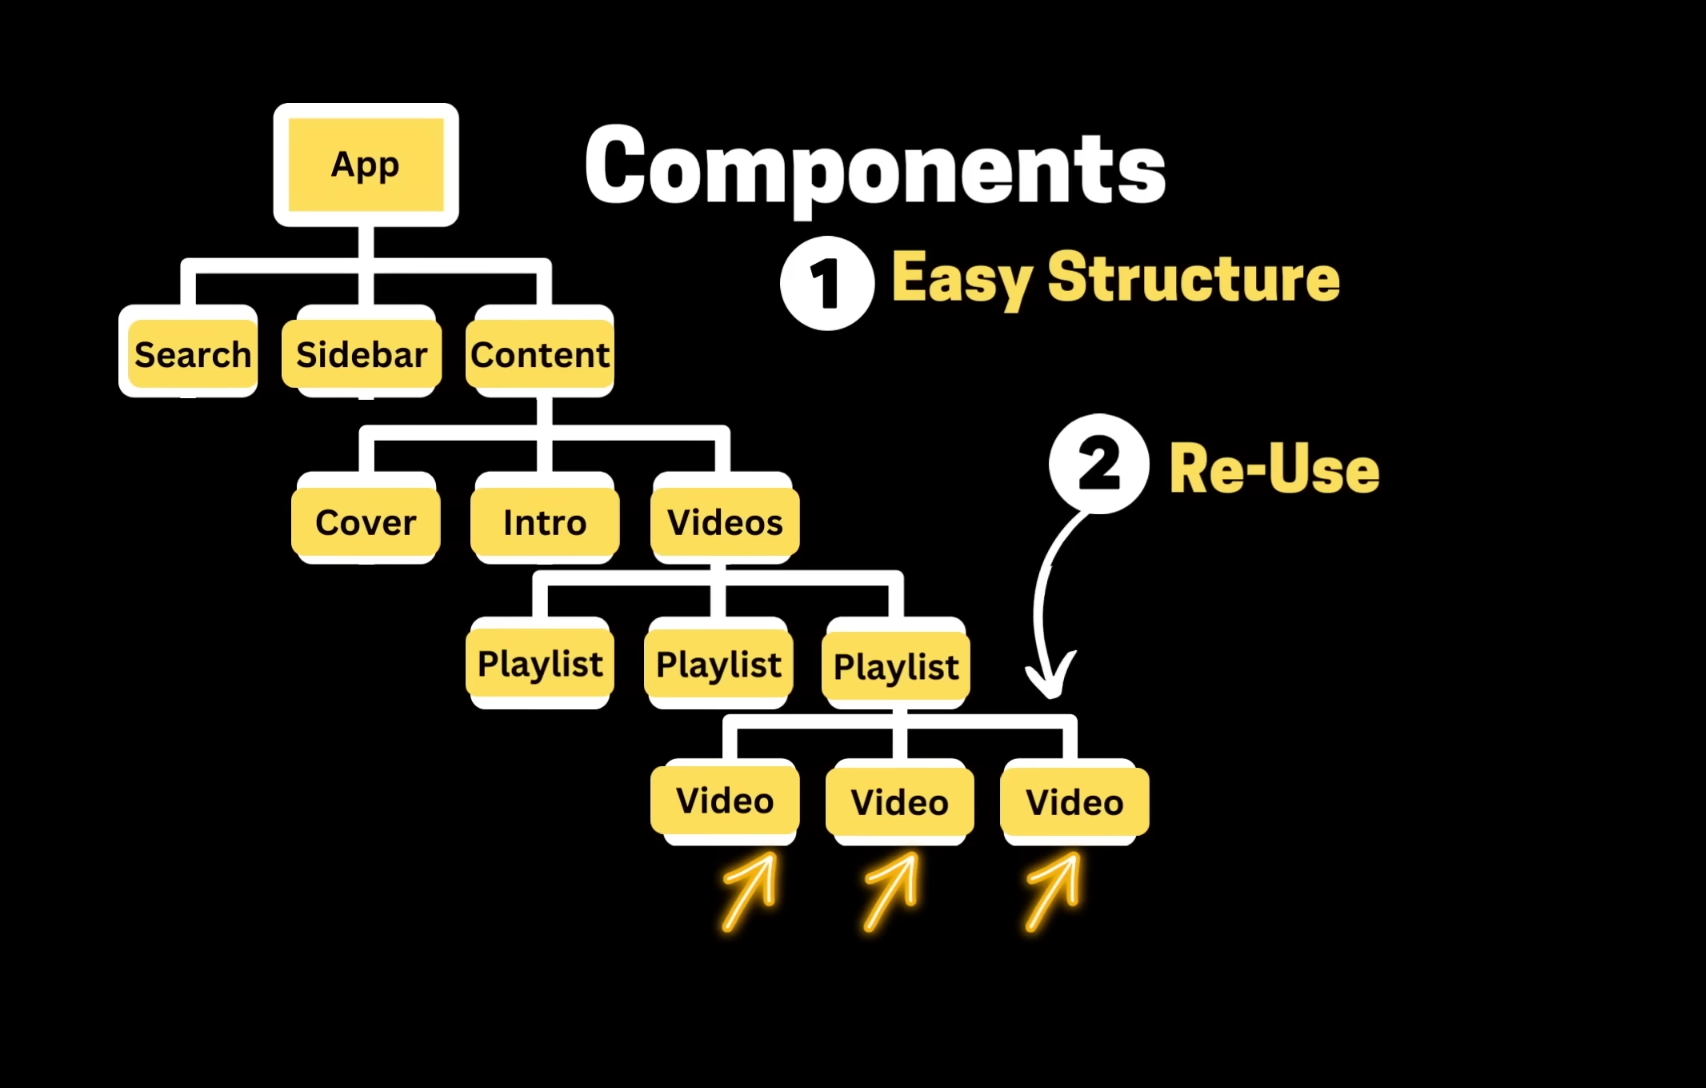 App
Components
1 Easy Structure
Search Sidebar Content
2 Re-Use
Cover Intro Videos
Playlist Playlist Playlist
Video Video Video